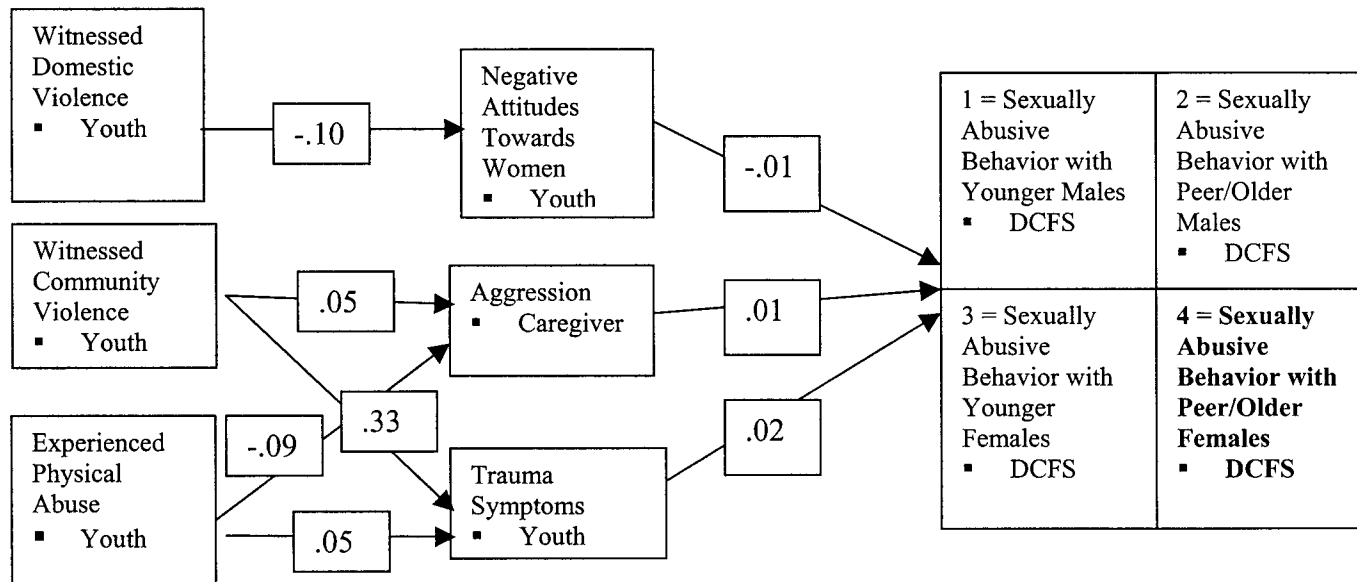 Witnessed
Domestic
Violence
▪ Youth
-.10
Negative
Attitudes
Towards
Women
▪ Youth
-.01
Witnessed
Community
Violence
▪ Youth
.05
Aggression
▪ Caregiver
.01
.33
-.09
Experienced
Physical
Abuse
▪ Youth
.05
Trauma
Symptoms
▪ Youth
.02
1 = Sexually
Abusive
Behavior with
Younger Males
▪ DCFS
2 = Sexually
Abusive
Behavior with
Peer/Older
Males
▪ DCFS
3 = Sexually
Abusive
Behavior with
Younger
Females
▪ DCFS
4 = Sexually
Abusive
Behavior with
Peer/Older
Females
▪ DCFS